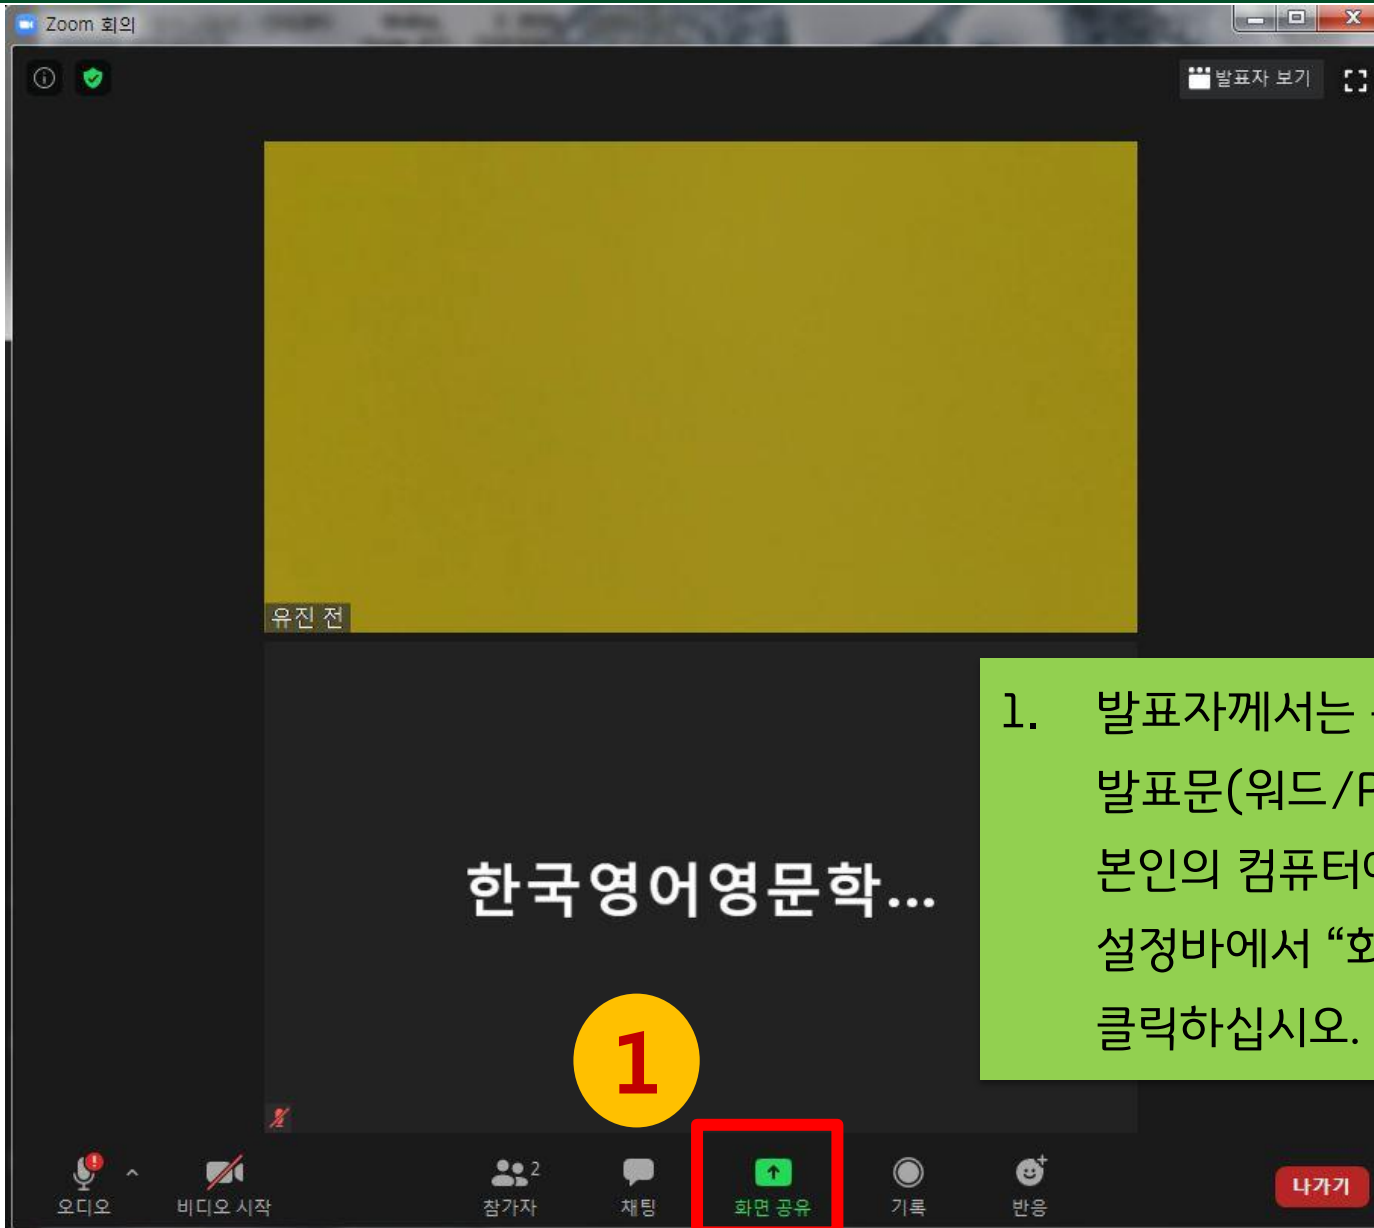 Zoom 회의
발표자 보기
유진 전
한국영어영문학...
1. 발표자께서는
발표문(워드/P
본인의 컴퓨터에
설정바에서 “화
클릭하십시오.
1
2
오디오
비디오 시작
참가자
채팅
화면 공유
기록
반응
나가기